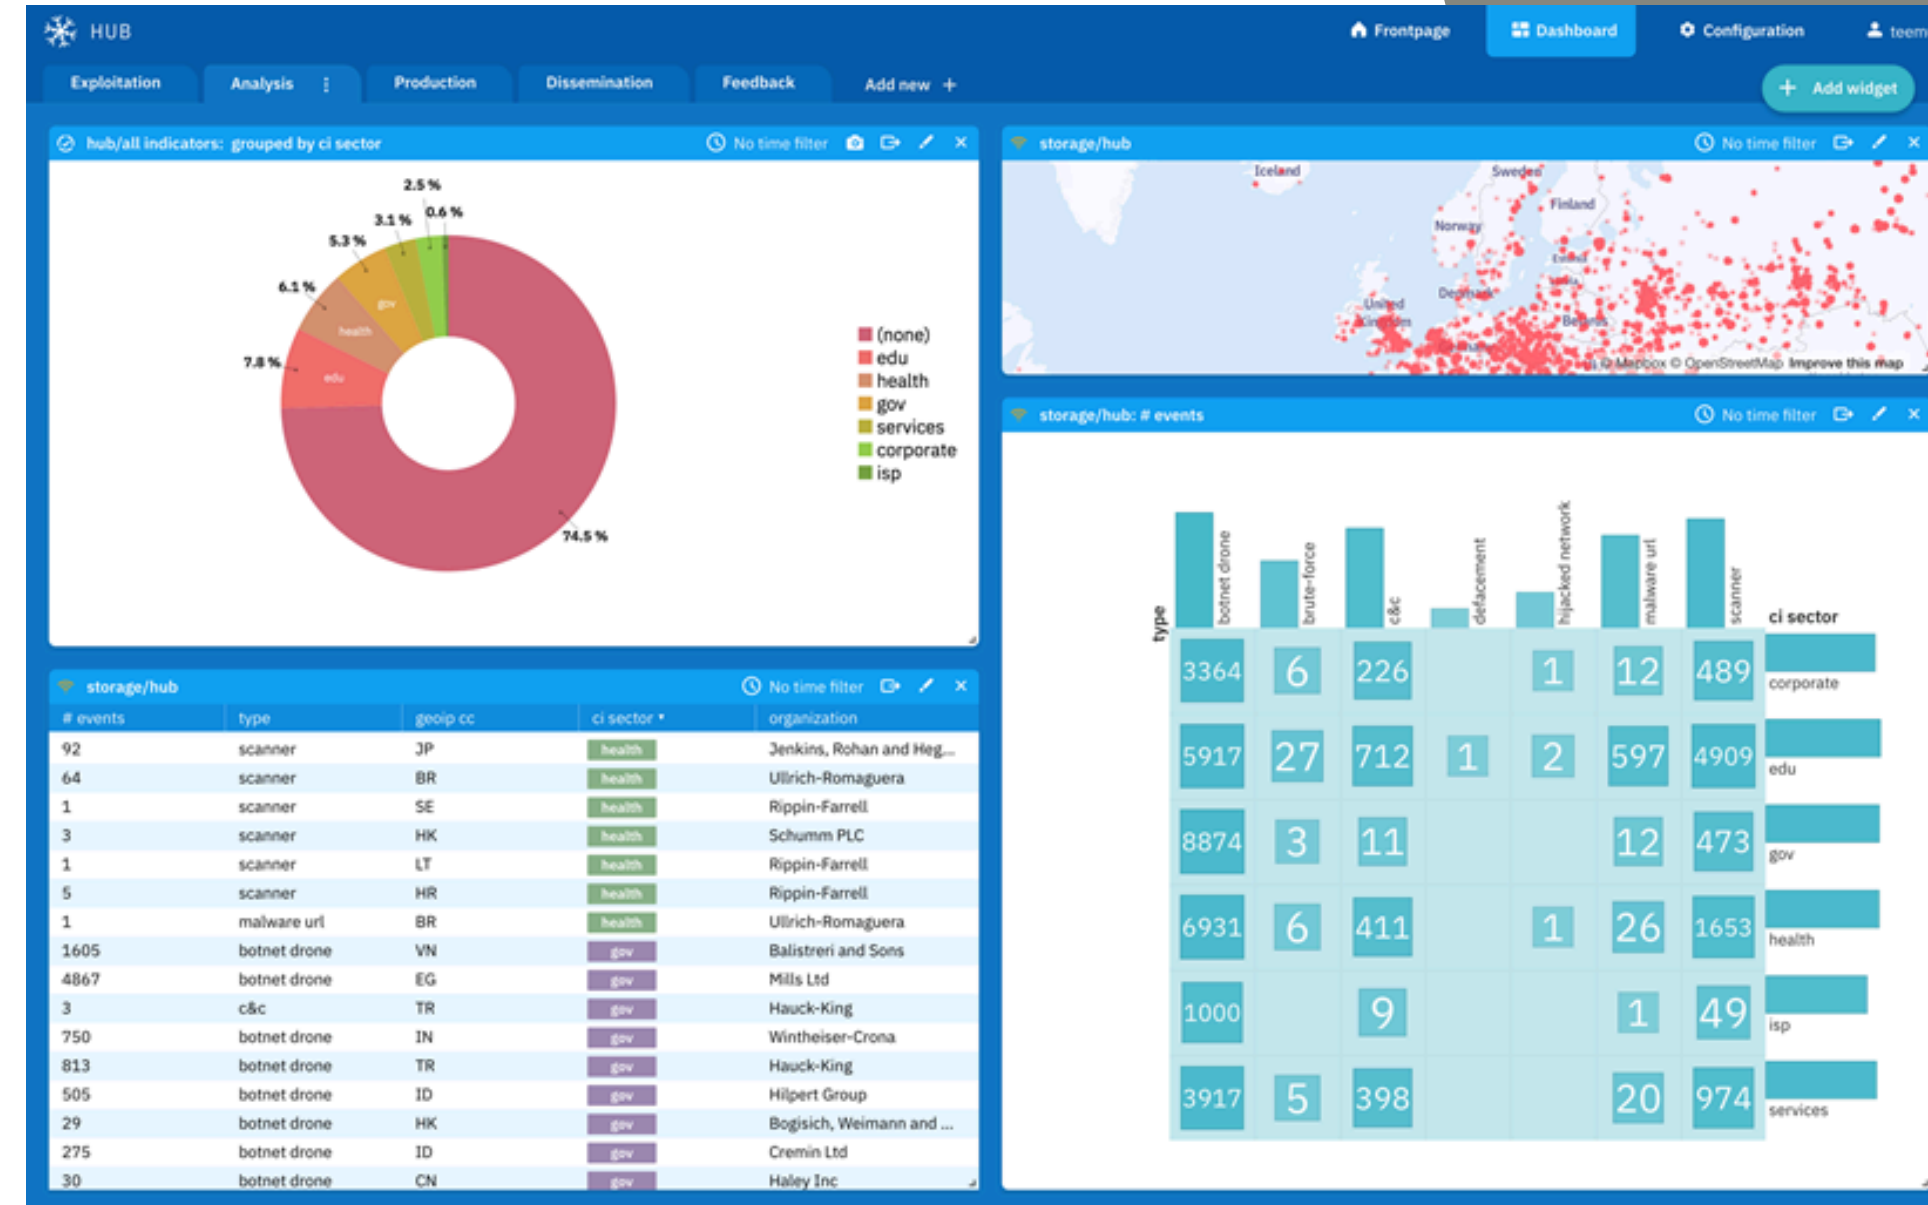 HUB
Frontpage
Dashboard
Configuration
teem
Exploitation
Analysis
Production
Dissemination
Feedback
Add new +
+ Add widget
hub/all indicators: grouped by ci sector
No time filter
2.5 %
0.6 %
3.1 %
5.3 %
6.1 %
7.8 %
74.5 %
gov
health
edu
(none)
edu
health
gov
services
corporate
isp
storage/hub
No time filter
# events type geoip cc ci sector organization
92 scanner JP health Jenkins, Rohan and Heg...
64 scanner BR health Ullrich-Romaguera
1 scanner SE health Rippin-Farrell
3 scanner HK health Schumm PLC
1 scanner LT health Rippin-Farrell
5 scanner HR health Rippin-Farrell
1 malware url BR health Ullrich-Romaguera
1605 botnet drone VN gov Balistreri and Sons
4867 botnet drone EG gov Mills Ltd
3 c&c TR gov Hauck-King
750 botnet drone IN gov Wintheiser-Crona
813 botnet drone TR gov Hauck-King
505 botnet drone ID gov Hilpert Group
29 botnet drone HK gov Bogisich, Weimann and ...
275 botnet drone ID gov Cremin Ltd
30 botnet drone CN gov Haley Inc
storage/hub
No time filter
Iceland
Sweden
Finland
Norway
Denmark
United
Kingdom
Belarus
© Mapbox © OpenStreetMap Improve this map
storage/hub: # events
No time filter
type
botnet drone
brute-force
c&c
defacement
hijacked network
malware url
scanner
ci sector
3364 6 226 1 12 489 corporate
5917 27 712 1 2 597 4909 edu
8874 3 11 12 473 gov
6931 6 411 1 26 1653 health
1000 9 1 49 isp
3917 5 398 20 974 services